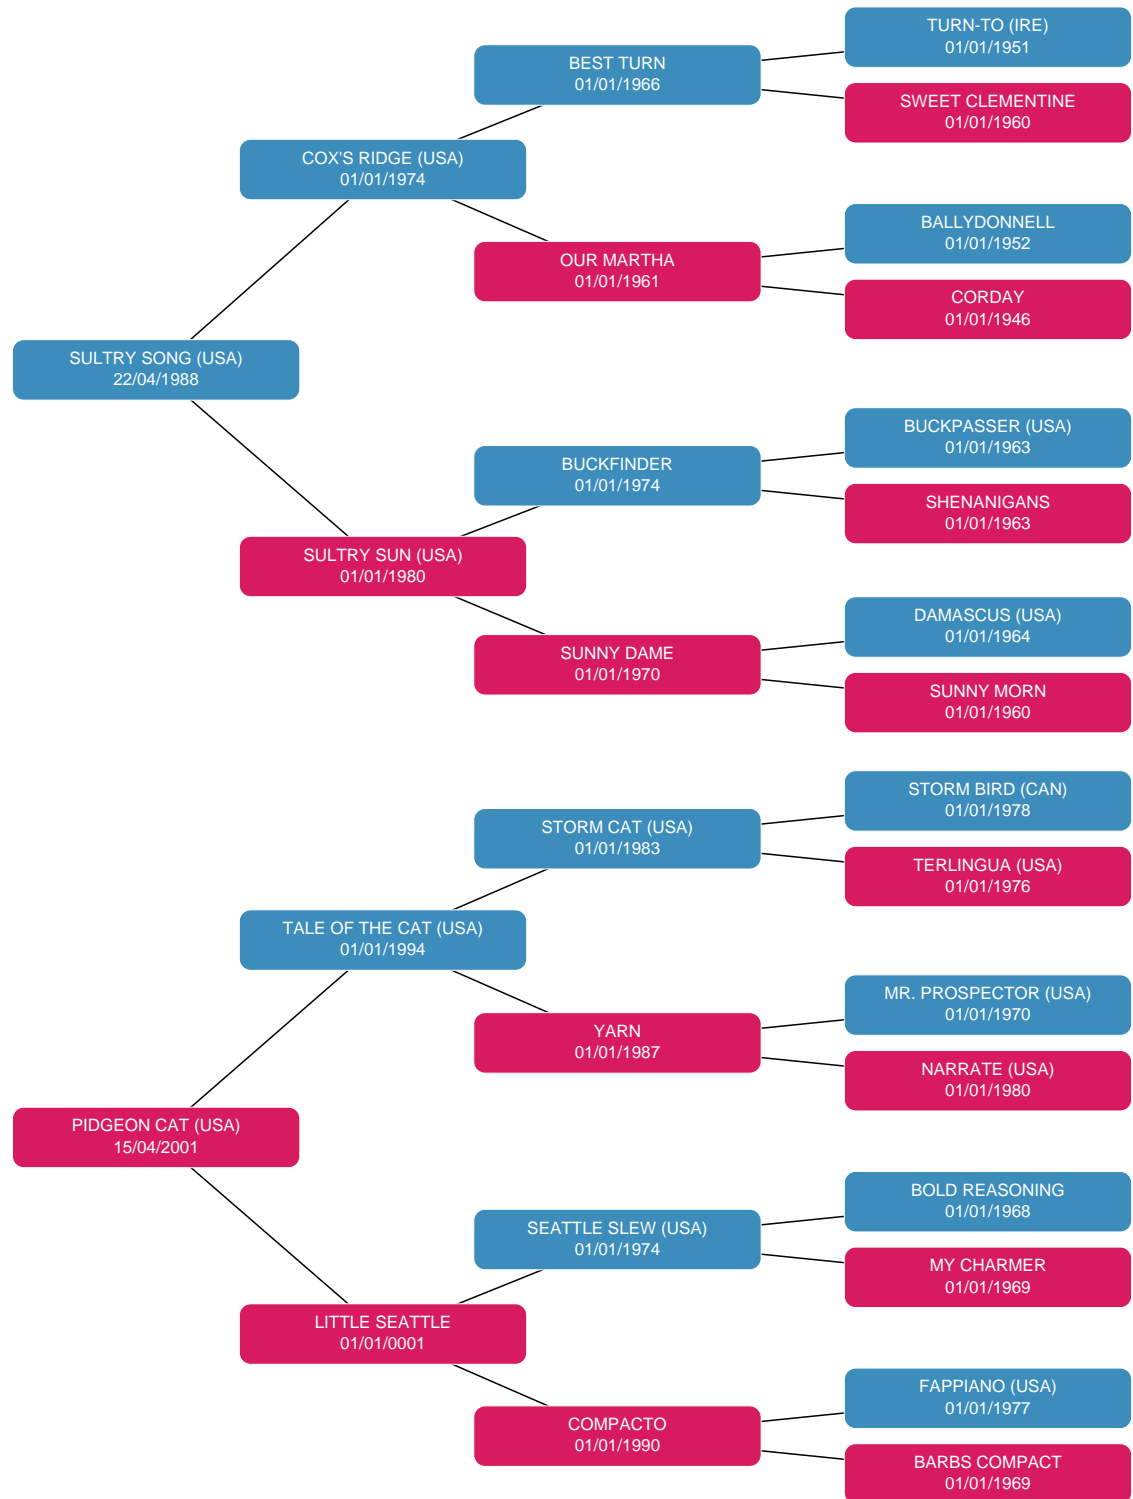 TURN-TO (IRE)
01/01/1951
BEST TURN
01/01/1966
SWEET CLEMENTINE
01/01/1960
COX'S RIDGE (USA)
01/01/1974
BALLYDONNELL
01/01/1952
OUR MARTHA
01/01/1961
CORDAY
01/01/1946
SULTRY SONG (USA)
22/04/1988
BUCKPASSER (USA)
01/01/1963
BUCKFINDER
01/01/1974
SHENANIGANS
01/01/1963
SULTRY SUN (USA)
01/01/1980
DAMASCUS (USA)
01/01/1964
SUNNY DAME
01/01/1970
SUNNY MORN
01/01/1960
STORM BIRD (CAN)
01/01/1978
STORM CAT (USA)
01/01/1983
TERLINGUA (USA)
01/01/1976
TALE OF THE CAT (USA)
01/01/1994
MR. PROSPECTOR (USA)
01/01/1970
YARN
01/01/1987
NARRATE (USA)
01/01/1980
PIDGEON CAT (USA)
15/04/2001
BOLD REASONING
01/01/1968
SEATTLE SLEW (USA)
01/01/1974
MY CHARMER
01/01/1969
LITTLE SEATTLE
01/01/0001
FAPPIANO (USA)
01/01/1977
COMPACTO
01/01/1990
BARBS COMPACT
01/01/1969